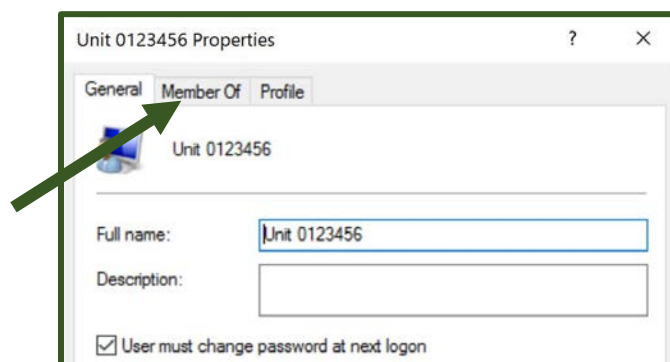 Unit 0123456 Properties ? ×
General Member Of Profile
Unit 0123456
Full name: Unit 0123456
Description:
User must change password at next logon